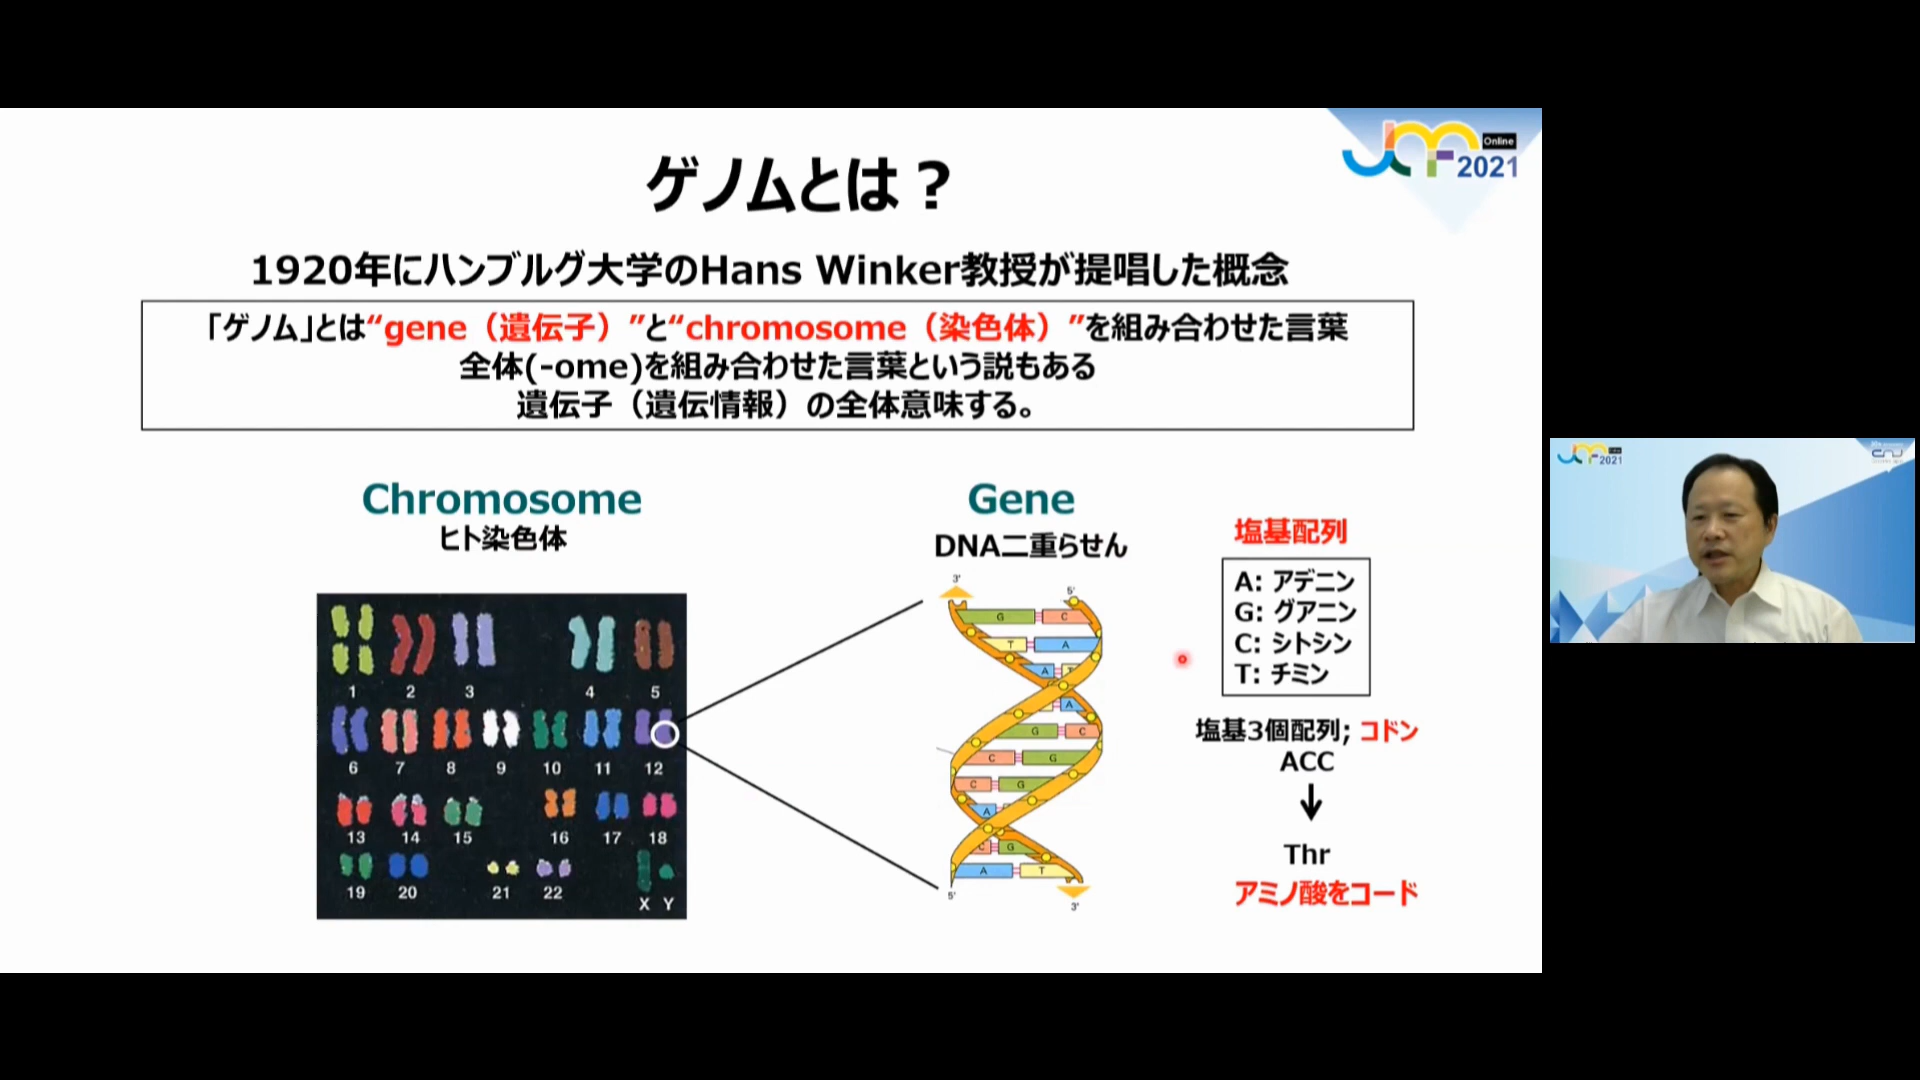 ゲノムとは？
Online
2021
1920年にハンブルグ大学のHans Winker教授が提唱した概念
「ゲノム」とは“gene（遺伝子）”と“chromosome（染色体）”を組み合わせた言葉
全体(-ome)を組み合わせた言葉という説もある
遺伝子（遺伝情報）の全体意味する。
Chromosome
ヒト染色体
1 2 3 4 5
6 7 8 9 10 11 12
13 14 15 16 17 18
19 20 21 22 X Y
Gene
DNA二重らせん
3' 5'
G C
T A
A T
A
G C
C G
C G
A
C G
A T
5' 3'
塩基配列
A: アデニン
G: グアニン
C: シトシン
T: チミン
塩基3個配列; コドン
ACC
Thr
アミノ酸をコード
2021